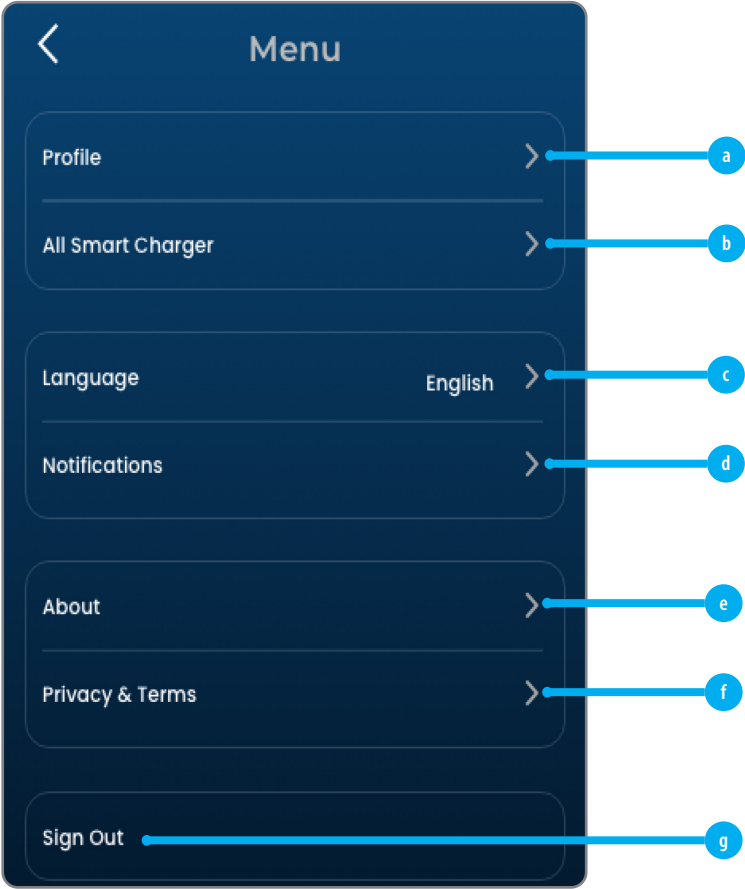 Menu
Profile
a
All Smart Charger
b
Language English
c
Notifications
d
About
e
Privacy & Terms
f
Sign Out
g